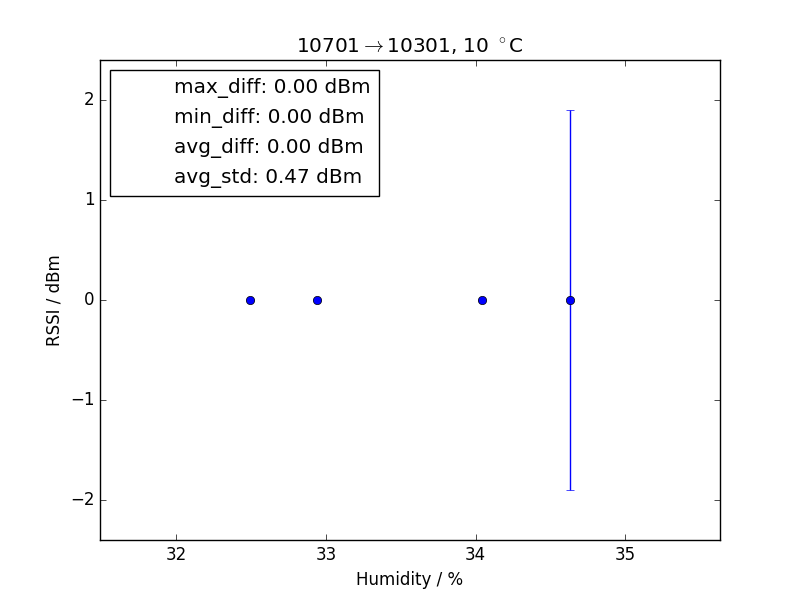 10701→10301, 10 °C
max_diff: 0.00 dBm
min_diff: 0.00 dBm
avg_diff: 0.00 dBm
avg_std: 0.47 dBm
2
1
0
−1
−2
RSSI / dBm
32 33 34 35
Humidity / %